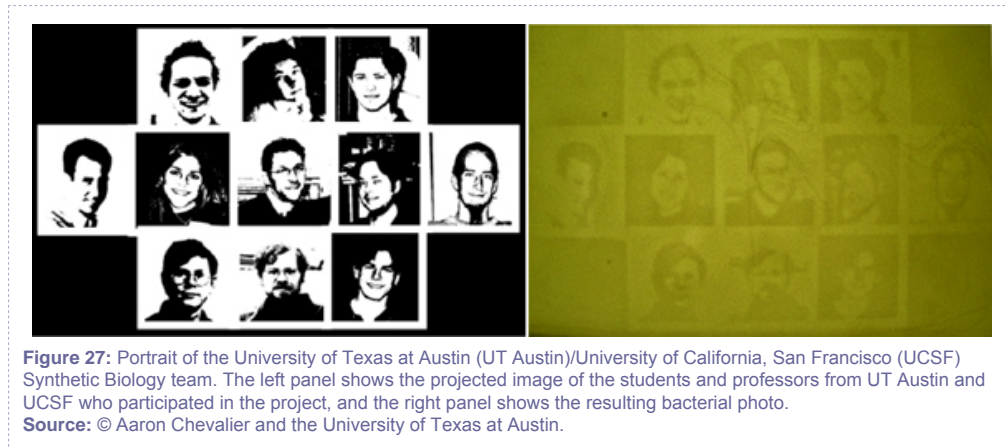 Figure 27: Portrait of the University of Texas at Austin (UT Austin)/University of California, San Francisco (UCSF)
Synthetic Biology team. The left panel shows the projected image of the students and professors from UT Austin and
UCSF who participated in the project, and the right panel shows the resulting bacterial photo.
Source: © Aaron Chevalier and the University of Texas at Austin.